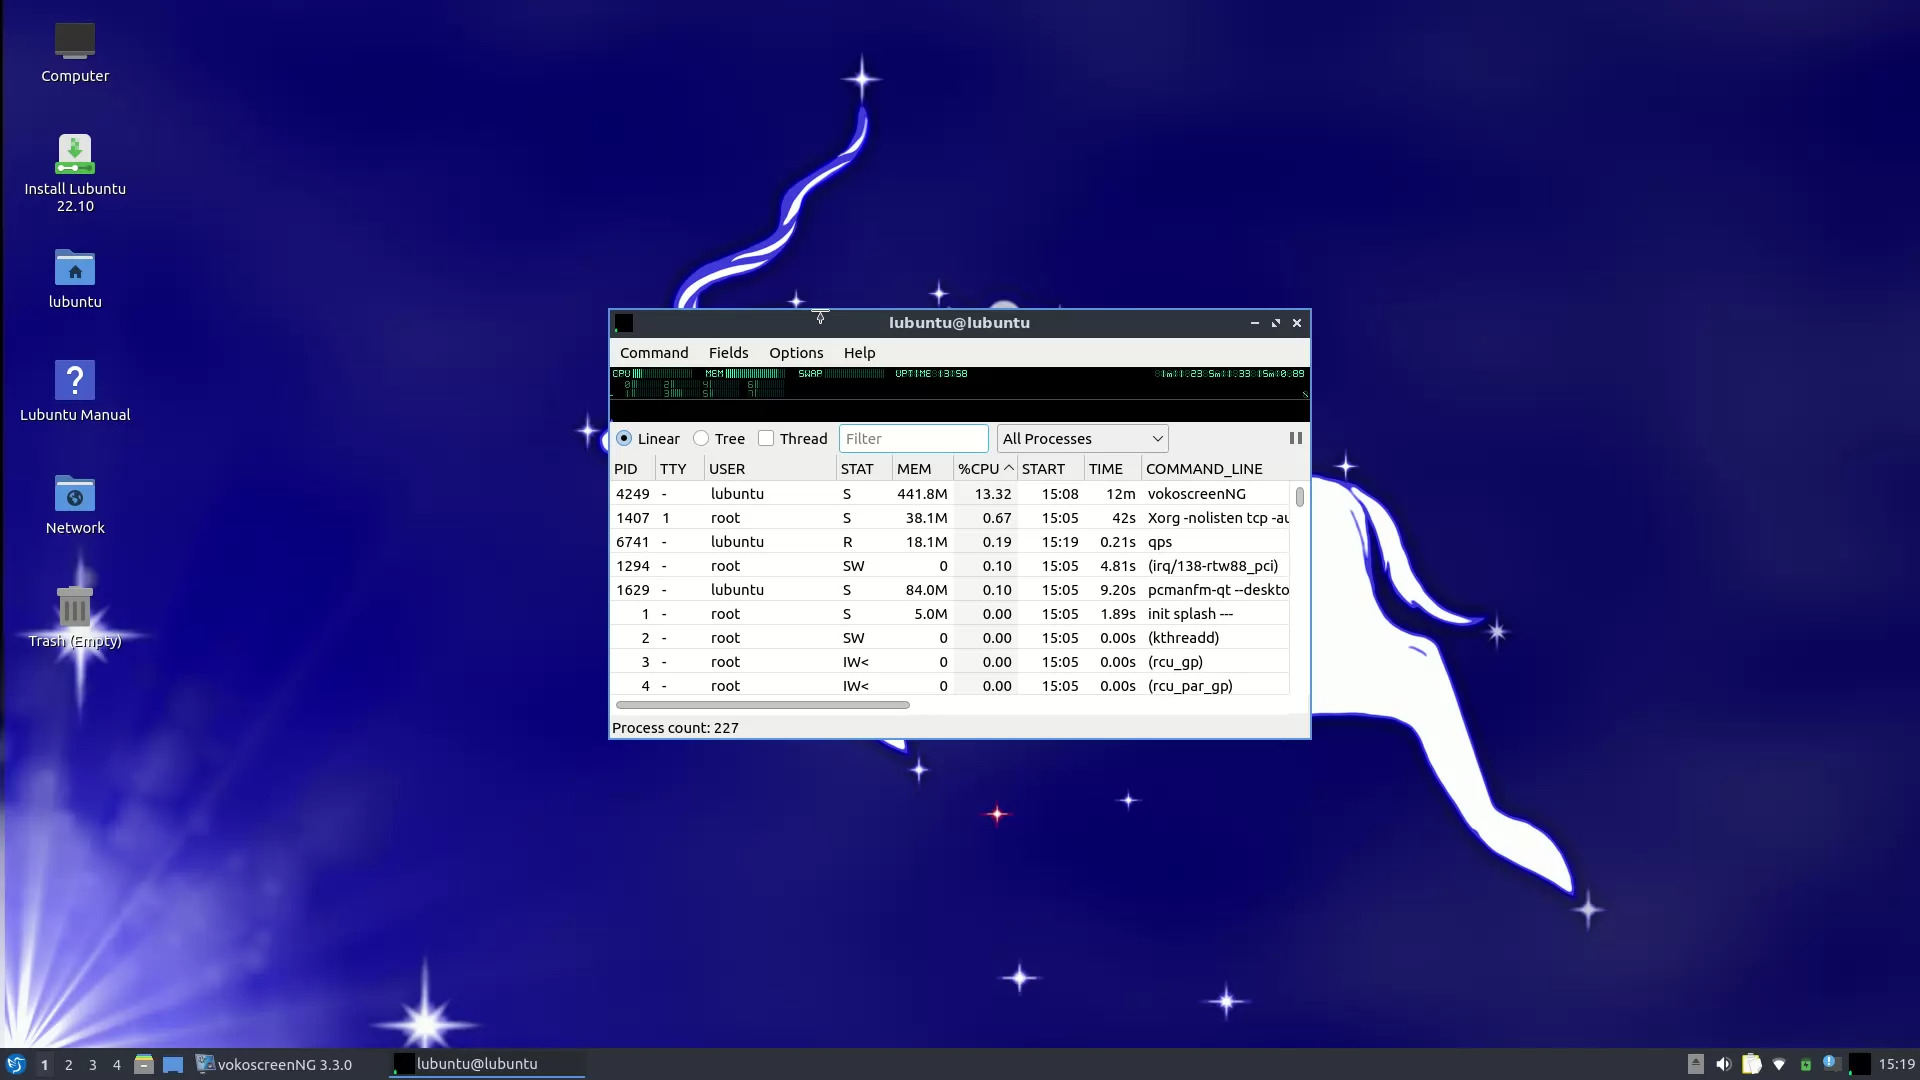 Computer
Install Lubuntu
22.10
lubuntu
Lubuntu Manual
Network
Trash (Empty)
lubuntu@lubuntu
Command Fields Options Help
CPU MEM SWAP UPTIME 13:58 1m:1.23 5m:1.33 15m:0.89
0 2 4 6
1 3 5 7
Linear Tree Thread Filter All Processes
PID TTY USER STAT MEM %CPU START TIME COMMAND_LINE
4249 - lubuntu S 441.8M 13.32 15:08 12m vokoscreenNG
1407 1 root S 38.1M 0.67 15:05 42s Xorg -nolisten tcp -au
6741 - lubuntu R 18.1M 0.19 15:19 0.21s qps
1294 - root SW 0 0.10 15:05 4.81s (irq/138-rtw88_pci)
1629 - lubuntu S 84.0M 0.10 15:05 9.20s pcmanfm-qt --deskto
1 - root S 5.0M 0.00 15:05 1.89s init splash ---
2 - root SW 0 0.00 15:05 0.00s (kthreadd)
3 - root IW< 0 0.00 15:05 0.00s (rcu_gp)
4 - root IW< 0 0.00 15:05 0.00s (rcu_par_gp)
Process count: 227
1 2 3 4 vokoscreenNG 3.3.0 lubuntu@lubuntu 15:19